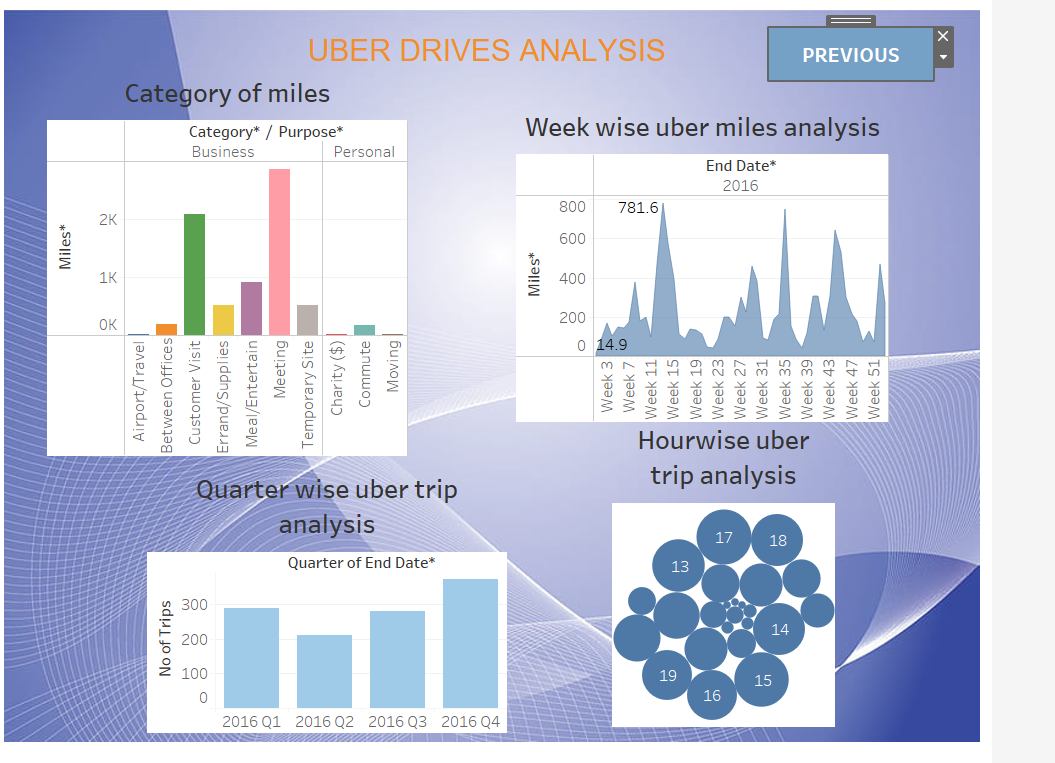 UBER DRIVES ANALYSIS
PREVIOUS
Category of miles
Category* / Purpose*
Business
Personal
Miles*
2K
1K
0K
Airport/Travel
Between Offices
Customer Visit
Errand/Supplies
Meal/Entertain
Meeting
Temporary Site
Charity ($)
Commute
Moving
Week wise uber miles analysis
End Date*
2016
Miles*
800
600
400
200
0
781.6
14.9
Week 3
Week 7
Week 11
Week 15
Week 19
Week 23
Week 27
Week 31
Week 35
Week 39
Week 43
Week 47
Week 51
Quarter wise uber trip
analysis
Quarter of End Date*
No of Trips
300
200
100
0
2016 Q1
2016 Q2
2016 Q3
2016 Q4
Hourwise uber
trip analysis
17
18
13
14
19
15
16